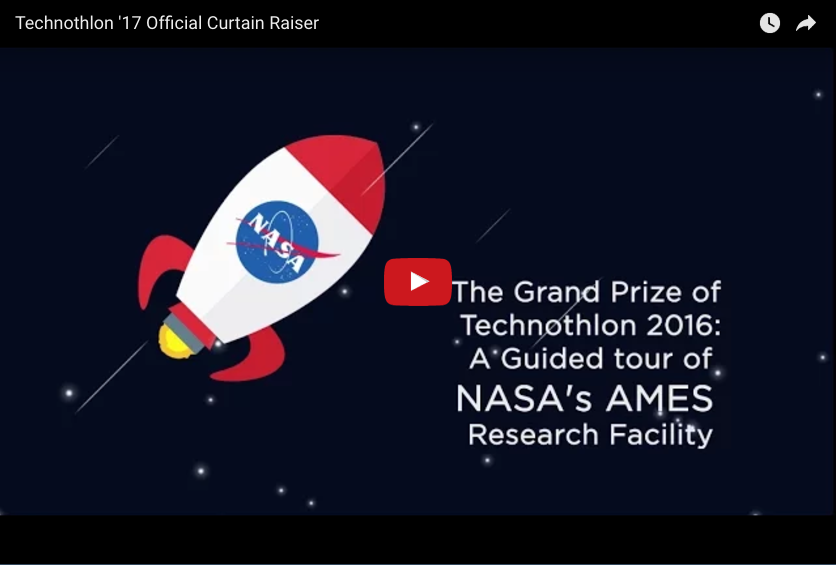 Technothlon '17 Official Curtain Raiser
NASA
The Grand Prize of
Technothlon 2016:
A Guided tour of
NASA's AMES
Research Facility